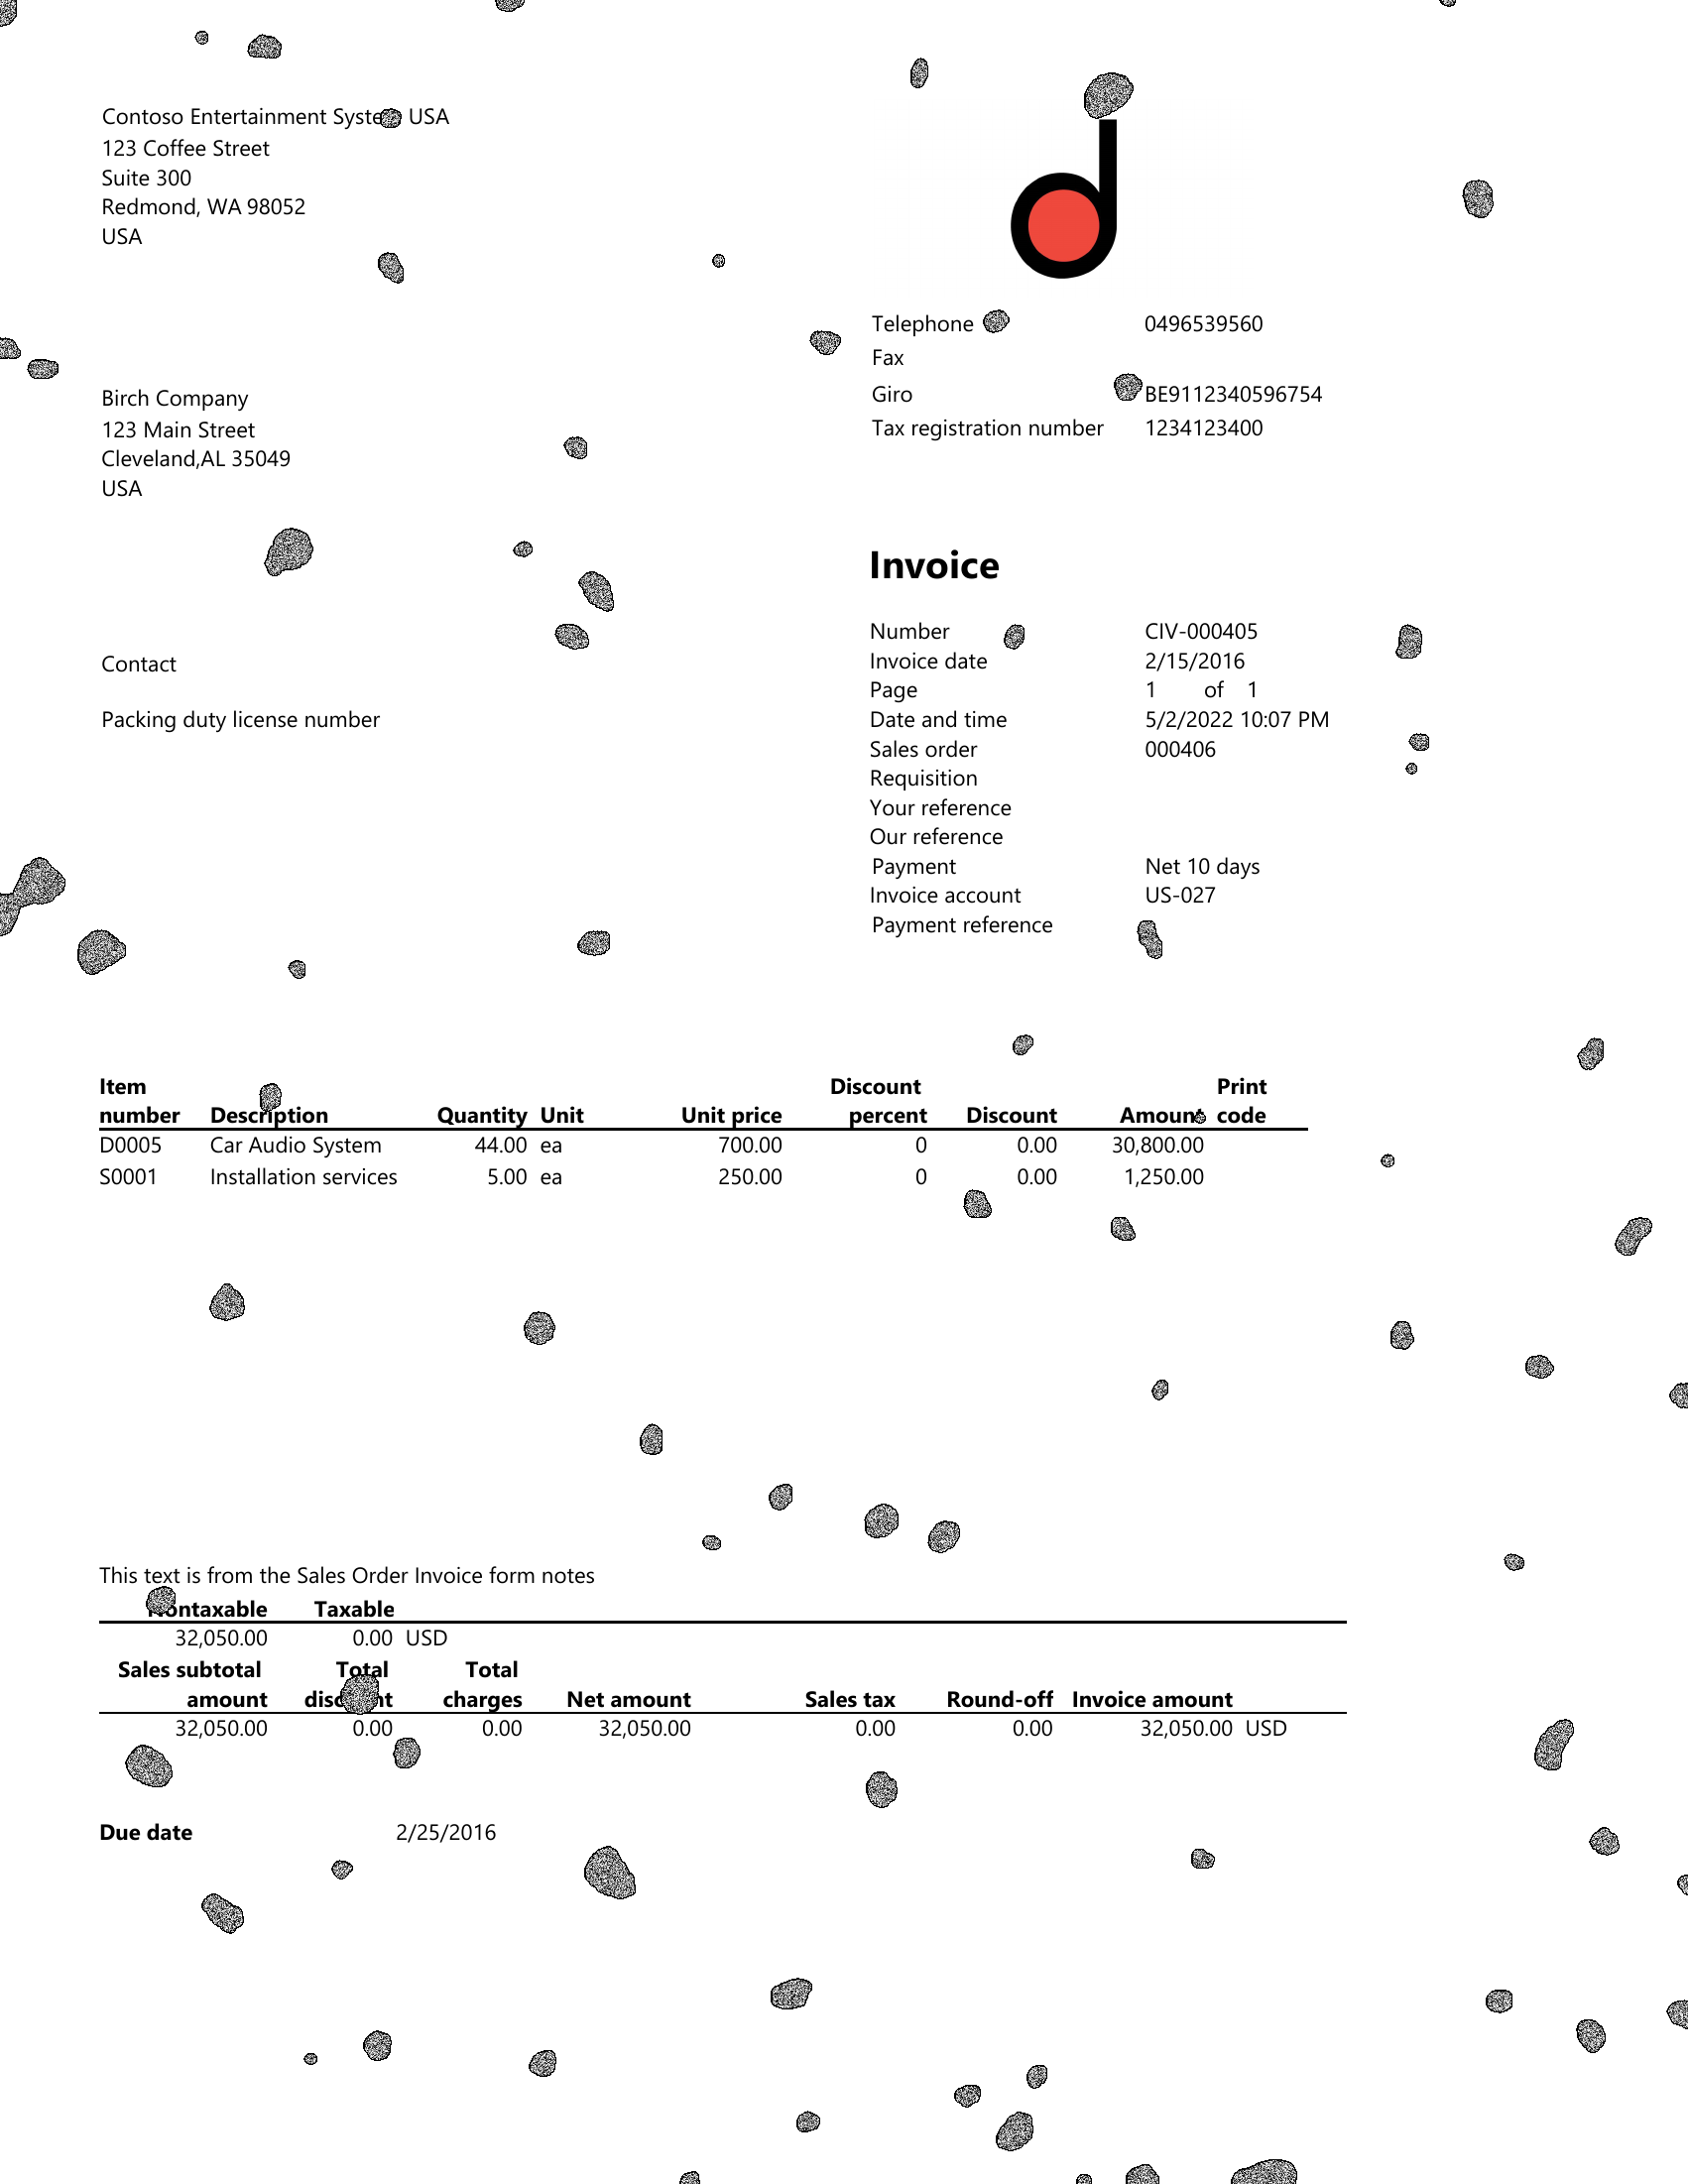 Contoso Entertainment System USA
123 Coffee Street
Suite 300
Redmond, WA 98052
USA
Telephone 0496539560
Fax
Giro BE9112340596754
Tax registration number 1234123400
Birch Company
123 Main Street
Cleveland,AL 35049
USA
Invoice
Number CIV-000405
Invoice date 2/15/2016
Page 1 of 1
Date and time 5/2/2022 10:07 PM
Sales order 000406
Requisition
Your reference
Our reference
Payment Net 10 days
Invoice account US-027
Payment reference
Contact
Packing duty license number
Item Discount Print
number Description Quantity Unit Unit price percent Discount Amount code
D0005 Car Audio System 44.00 ea 700.00 0 0.00 30,800.00
S0001 Installation services 5.00 ea 250.00 0 0.00 1,250.00
This text is from the Sales Order Invoice form notes
Nontaxable Taxable
32,050.00 0.00 USD
Sales subtotal Total Total
amount discount charges Net amount Sales tax Round-off Invoice amount
32,050.00 0.00 0.00 32,050.00 0.00 0.00 32,050.00 USD
Due date 2/25/2016